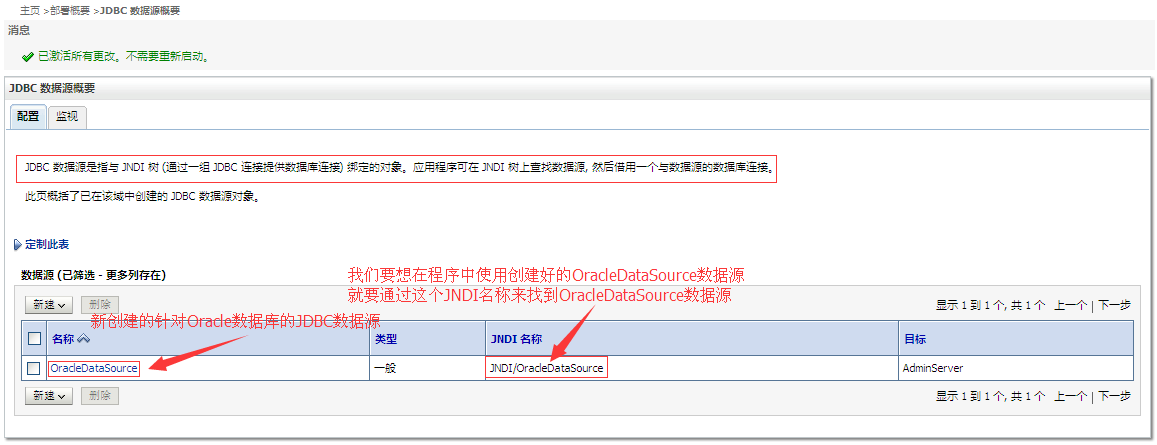 主页 >部署概要 >JDBC 数据源概要
消息
已激活所有更改。不需要重新启动。
JDBC 数据源概要
配置 监视
JDBC 数据源是指与 JNDI 树 (通过一组 JDBC 连接提供数据库连接) 绑定的对象。应用程序可在 JNDI 树上查找数据源, 然后借用一个与数据源的数据库连接。
此页概括了已在该域中创建的 JDBC 数据源对象。
定制此表
数据源 (已筛选 - 更多列存在)
我们要想在程序中使用创建好的OracleDataSource数据源
就要通过这个JNDI名称来找到OracleDataSource数据源
新建 删除 显示 1 到 1 个, 共 1 个 上一个 | 下一步
新创建的针对Oracle数据库的JDBC数据源
名称 类型 JNDI 名称 目标
OracleDataSource 一般 JNDI/OracleDataSource AdminServer
新建 删除 显示 1 到 1 个, 共 1 个 上一个 | 下一步